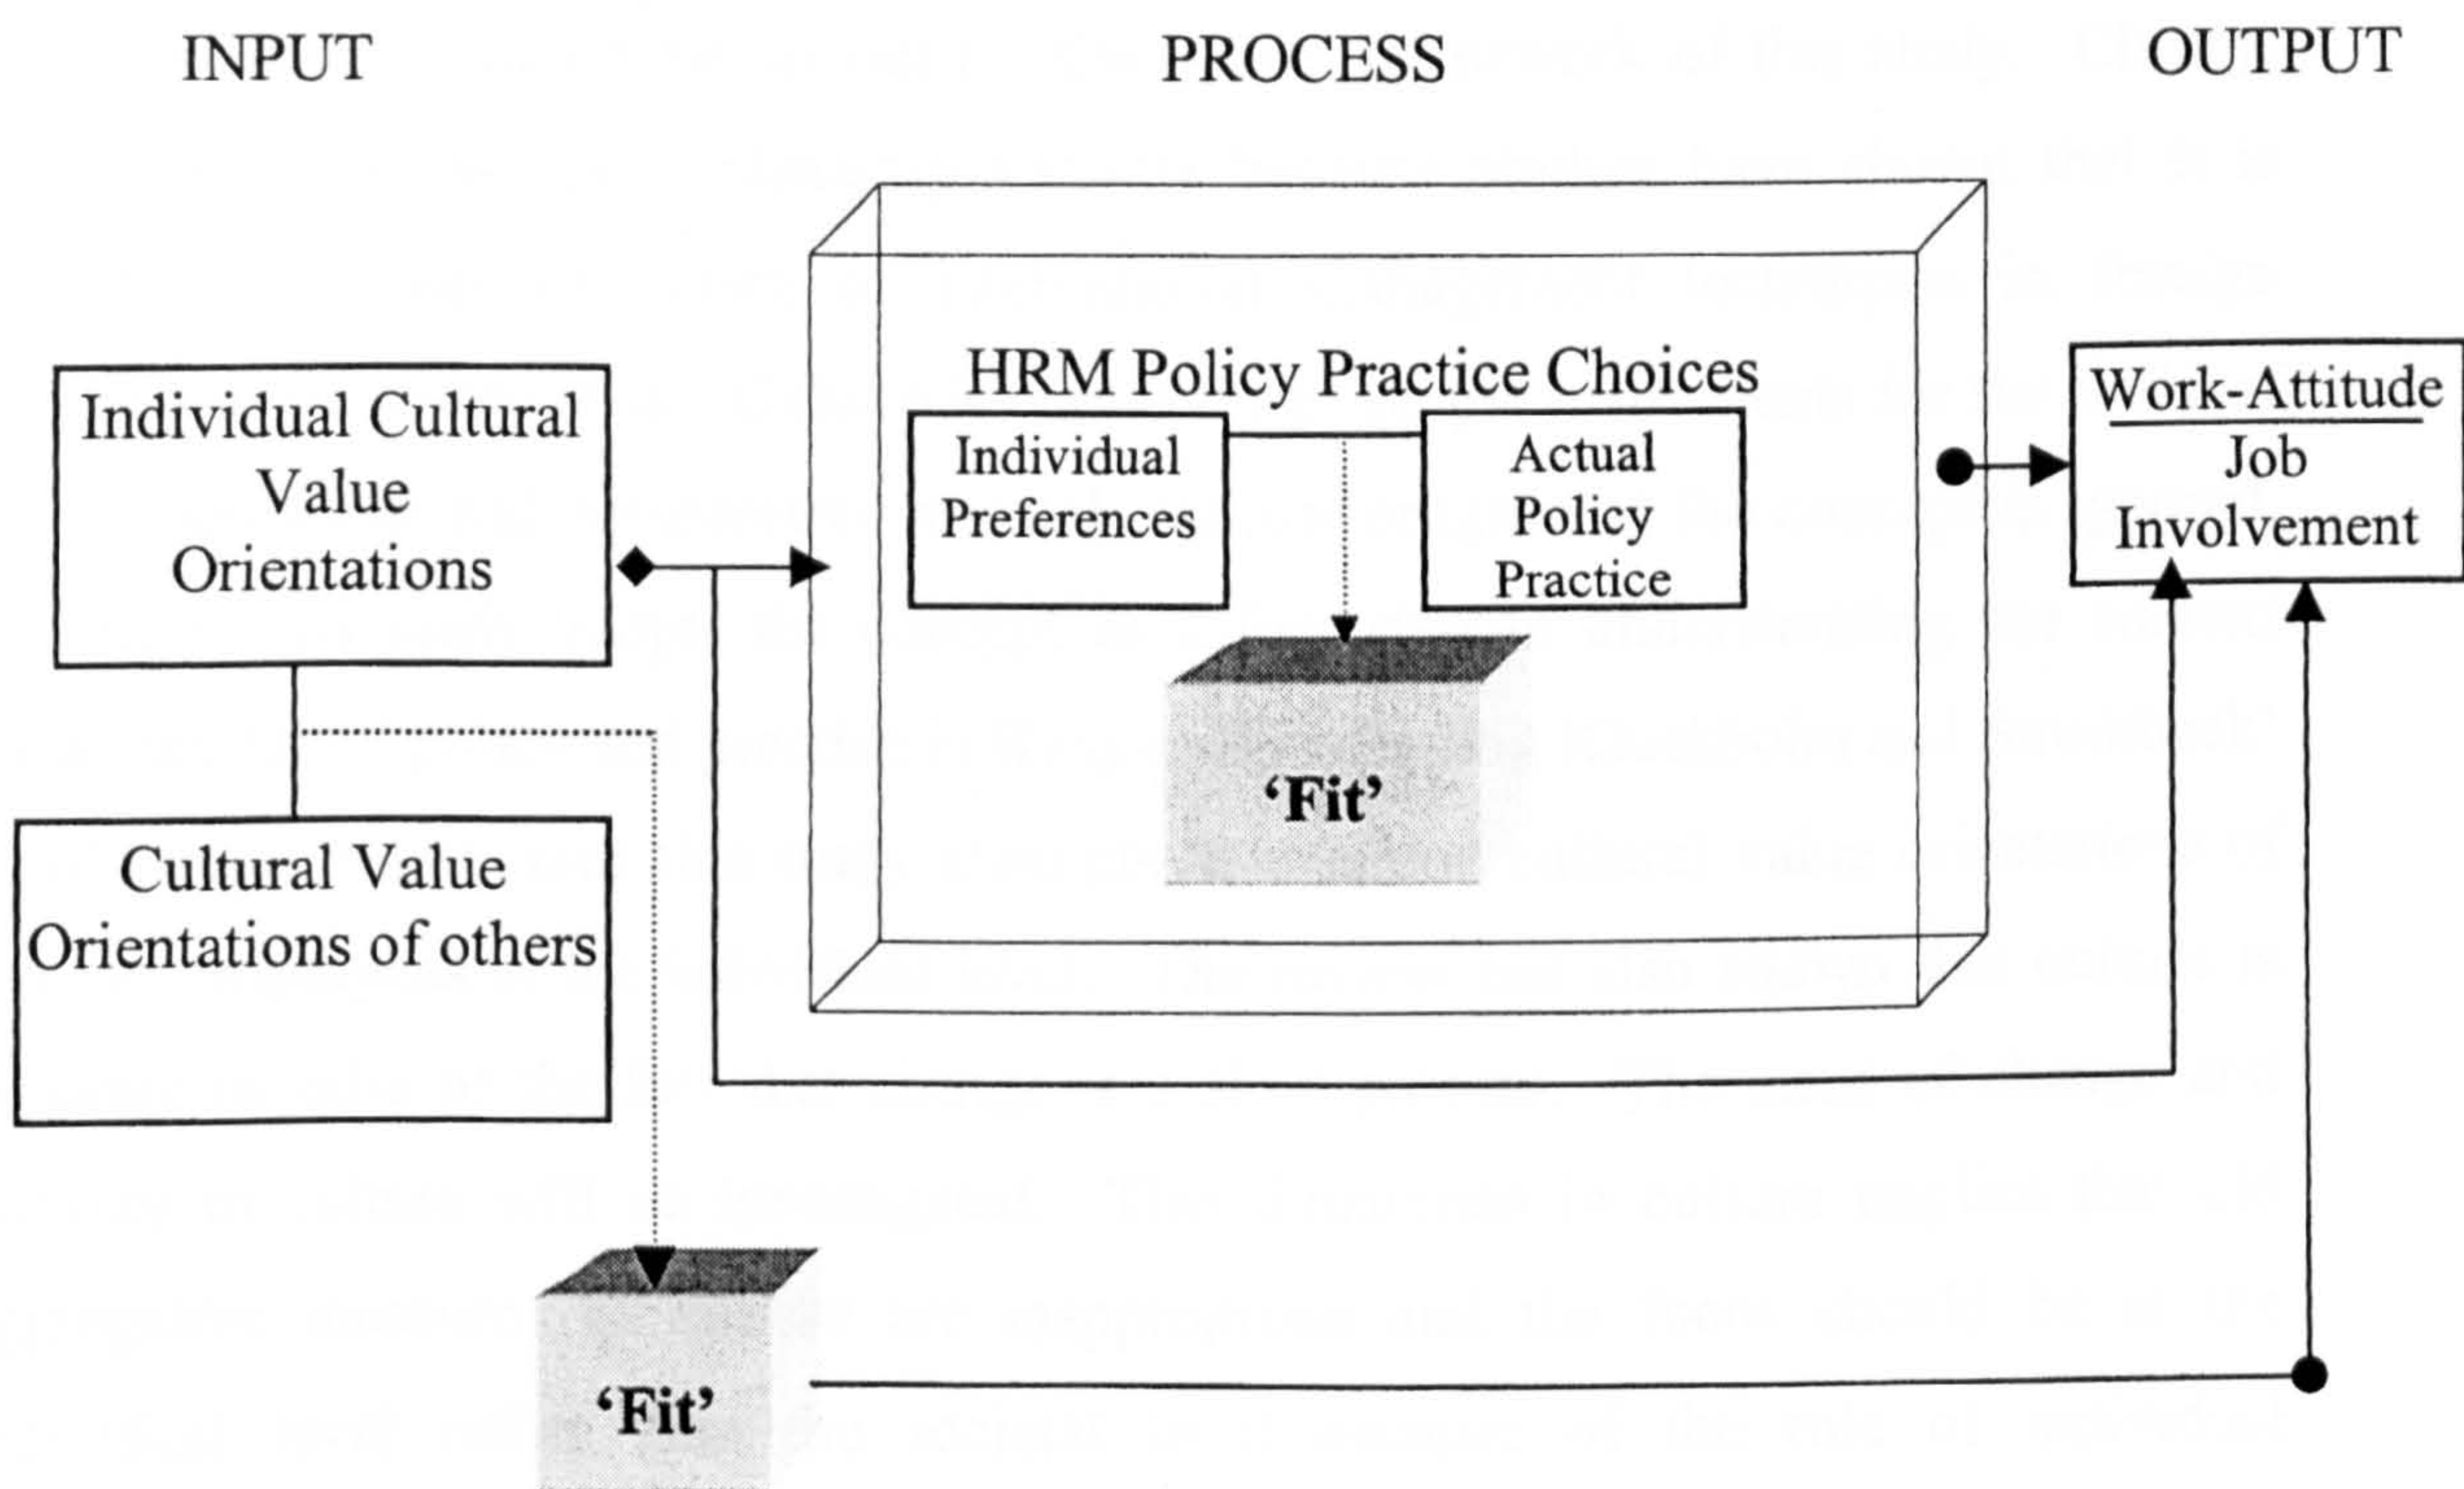 INPUT
PROCESS
OUTPUT
Individual Cultural
Value
Orientations
Cultural Value
Orientations of others
HRM Policy Practice Choices
Individual
Preferences
Actual
Policy
Practice
‘Fit’
Work-Attitude
Job
Involvement
‘Fit’